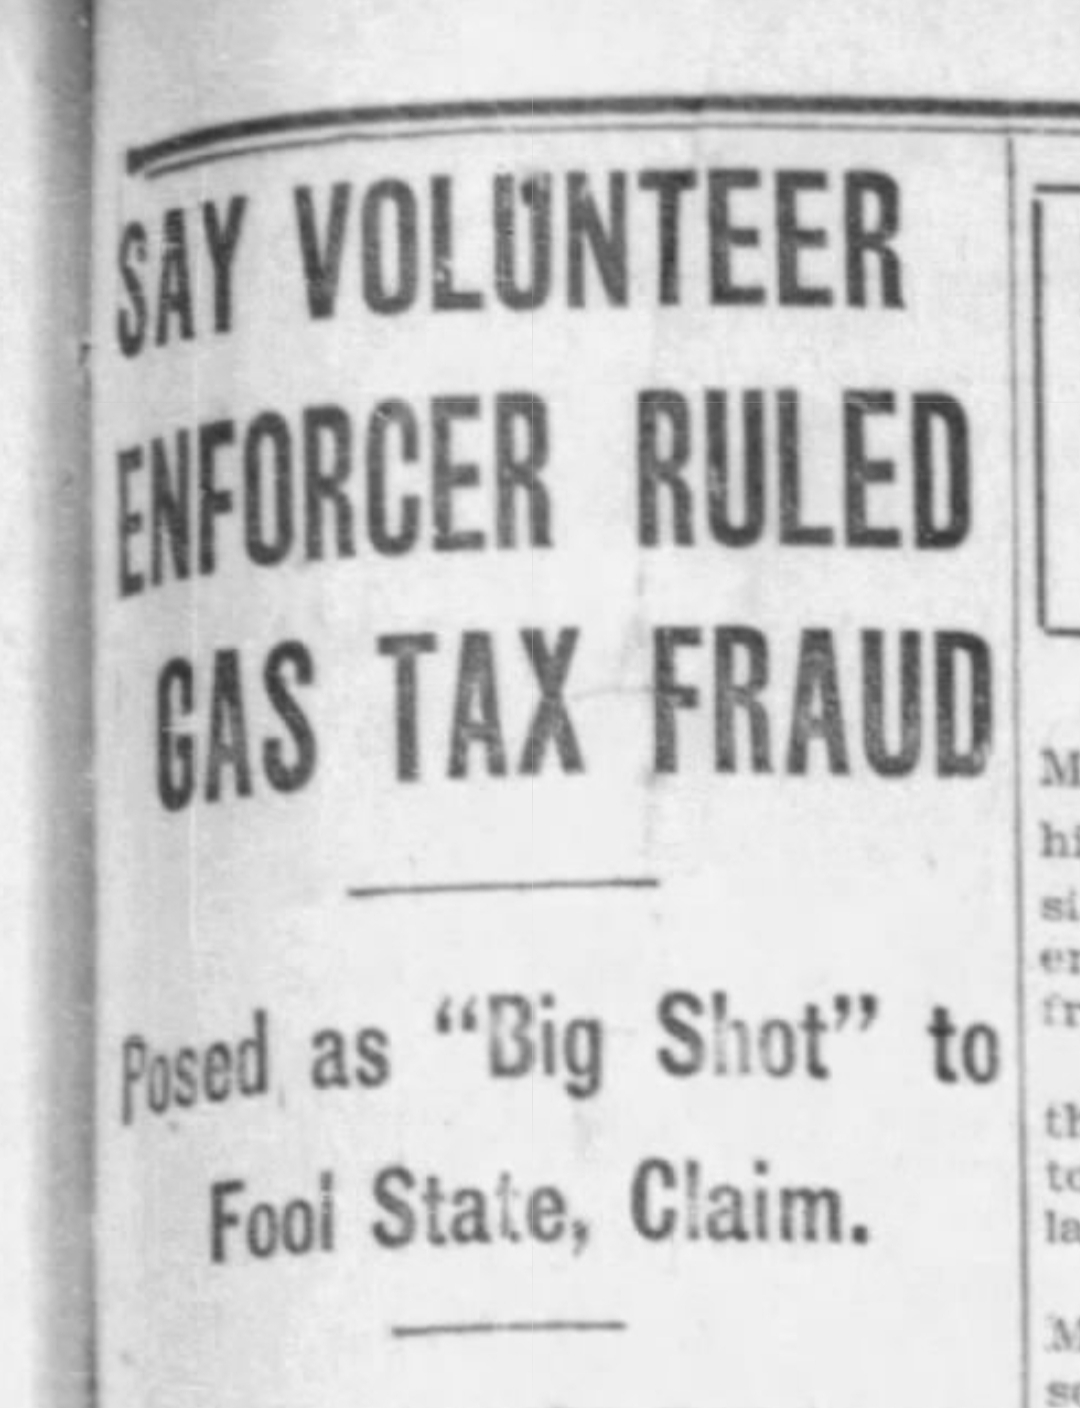 SAY VOLUNTEER
ENFORCER RULED
GAS TAX FRAUD
Posed as “Big Shot” to
Fool State, Claim.